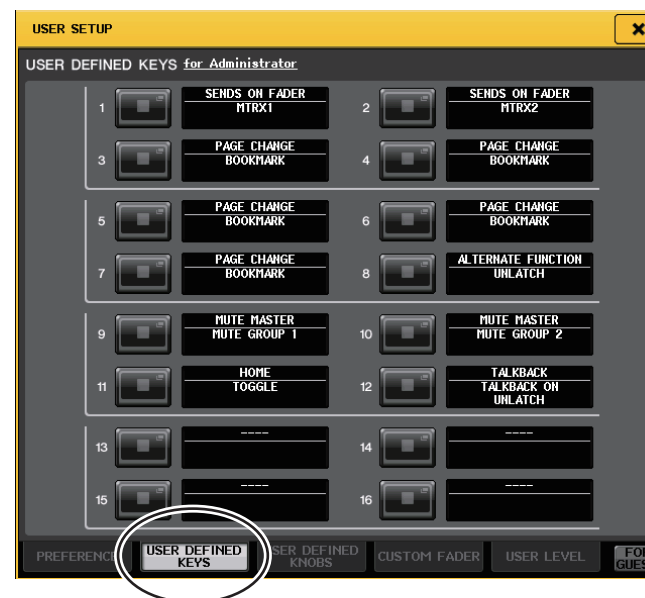 USER SETUP
USER DEFINED KEYS for Administrator
1 SENDS ON FADER MTRX1 2 SENDS ON FADER MTRX2
3 PAGE CHANGE BOOKMARK 4 PAGE CHANGE BOOKMARK
5 PAGE CHANGE BOOKMARK 6 PAGE CHANGE BOOKMARK
7 PAGE CHANGE BOOKMARK 8 ALTERNATE FUNCTION UNLATCH
9 MUTE MASTER MUTE GROUP 1 10 MUTE MASTER MUTE GROUP 2
11 HOME TOGGLE 12 TALKBACK TALKBACK ON UNLATCH
13 ---- 14 ----
15 ---- 16 ----
USER DEFINED KEYS
KNOBS
CUSTOM FADER
USER LEVEL